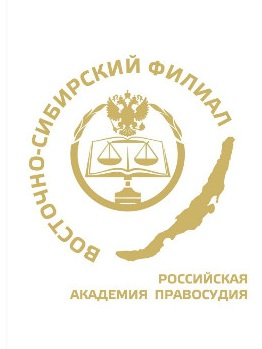 ВОСТОЧНО-СИБИРСКИЙ ФИЛИАЛ
РОССИЙСКАЯ
АКАДЕМИЯ ПРАВОСУДИЯ